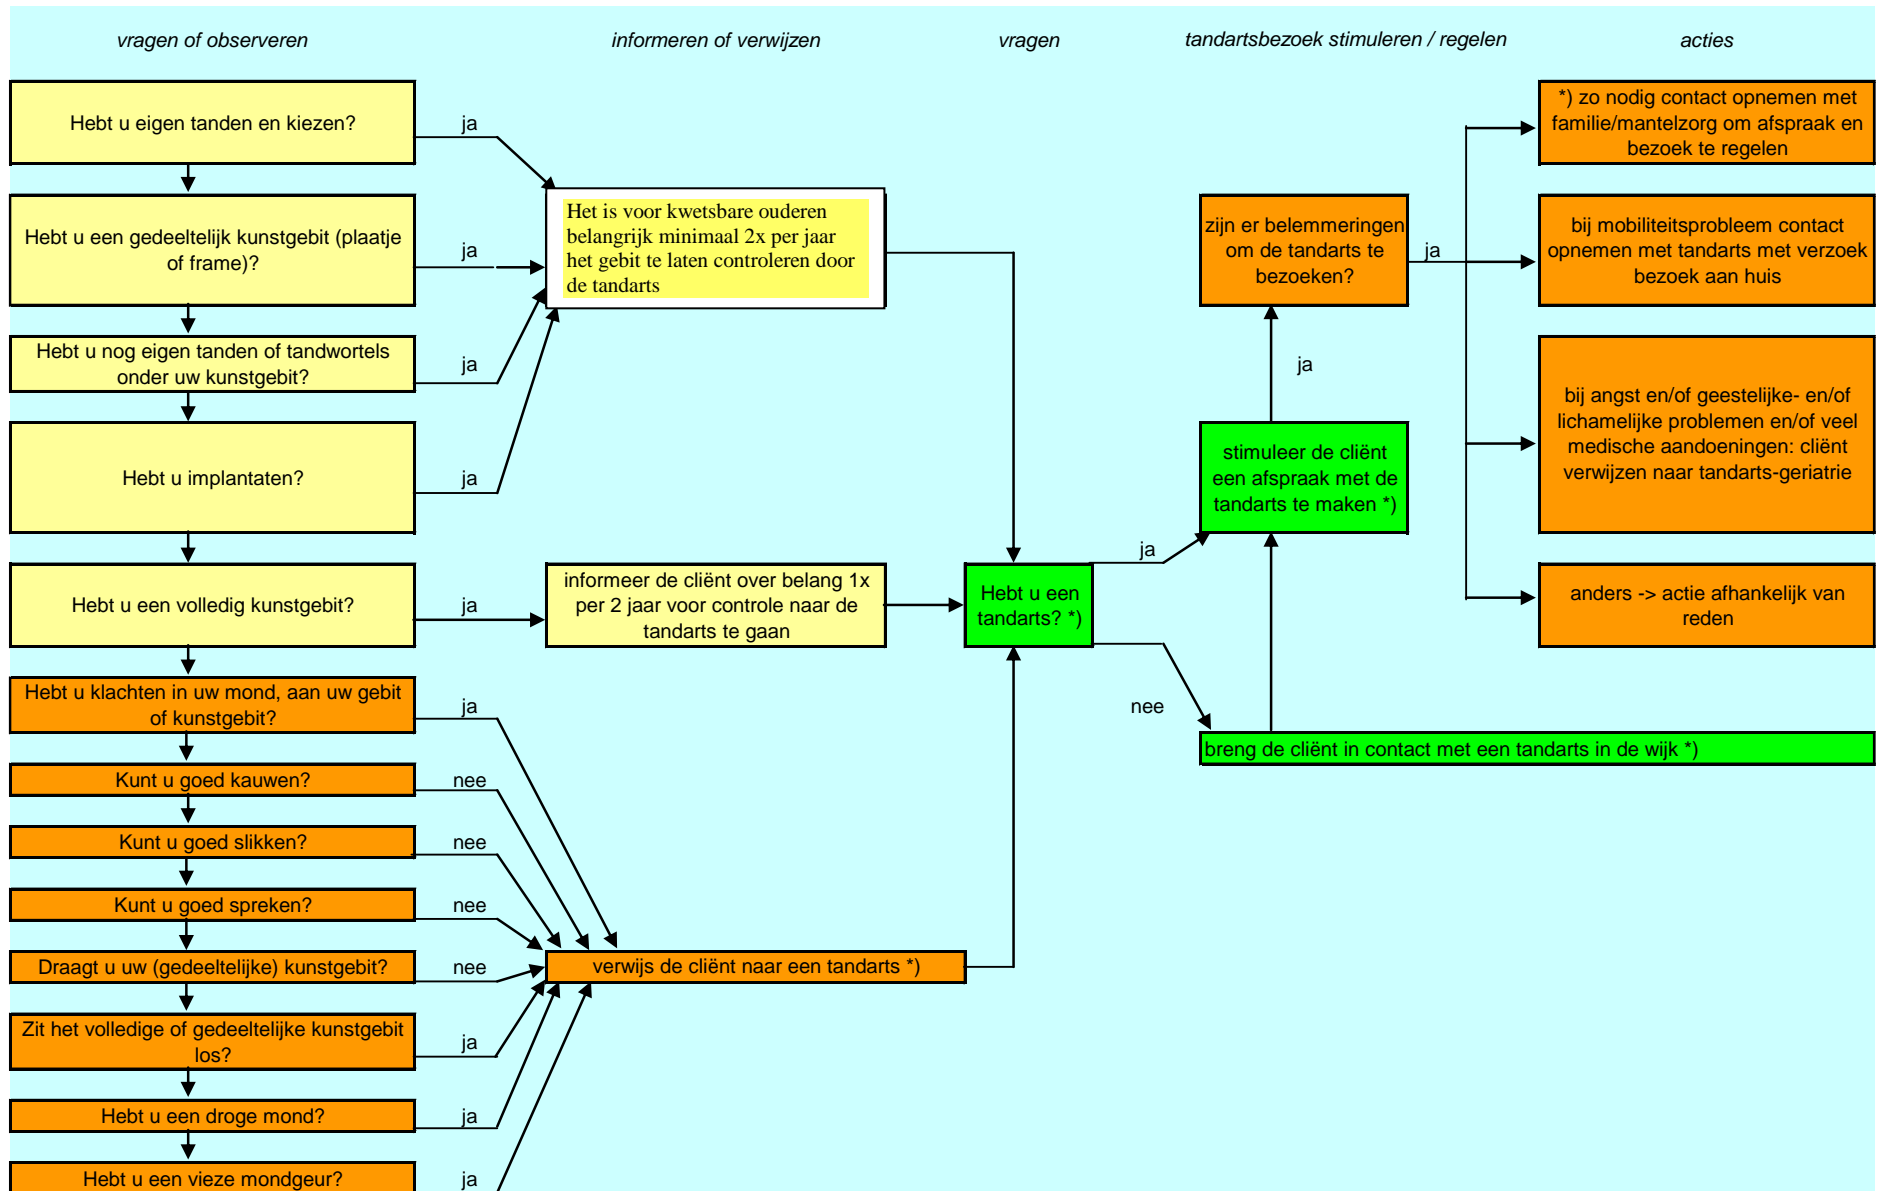 vragen of observeren
informeren of verwijzen
vragen
tandartsbezoek stimuleren / regelen
acties
Hebt u eigen tanden en kiezen?
ja
Hebt u een gedeeltelijk kunstgebit (plaatje
of frame)?
ja
Hebt u nog eigen tanden of tandwortels
onder uw kunstgebit?
ja
Hebt u implantaten?
ja
Hebt u een volledig kunstgebit?
ja
Hebt u klachten in uw mond, aan uw gebit
of kunstgebit?
ja
Kunt u goed kauwen?
nee
Kunt u goed slikken?
nee
Kunt u goed spreken?
nee
Draagt u uw (gedeeltelijke) kunstgebit?
nee
Zit het volledige of gedeeltelijke kunstgebit
los?
ja
Hebt u een droge mond?
ja
Hebt u een vieze mondgeur?
ja
Het is voor kwetsbare ouderen
belangrijk minimaal 2x per jaar
het gebit te laten controleren door
de tandarts
informeer de cliënt over belang 1x
per 2 jaar voor controle naar de
tandarts te gaan
verwijs de cliënt naar een tandarts *)
Hebt u een
tandarts? *)
ja
nee
zijn er belemmeringen
om de tandarts te
bezoeken?
ja
ja
stimuleer de cliënt
een afspraak met de
tandarts te maken *)
breng de cliënt in contact met een tandarts in de wijk *)
*) zo nodig contact opnemen met
familie/mantelzorg om afspraak en
bezoek te regelen
bij mobiliteitsprobleem contact
opnemen met tandarts met verzoek
bezoek aan huis
bij angst en/of geestelijke- en/of
lichamelijke problemen en/of veel
medische aandoeningen: cliënt
verwijzen naar tandarts-geriatrie
anders -> actie afhankelijk van
reden